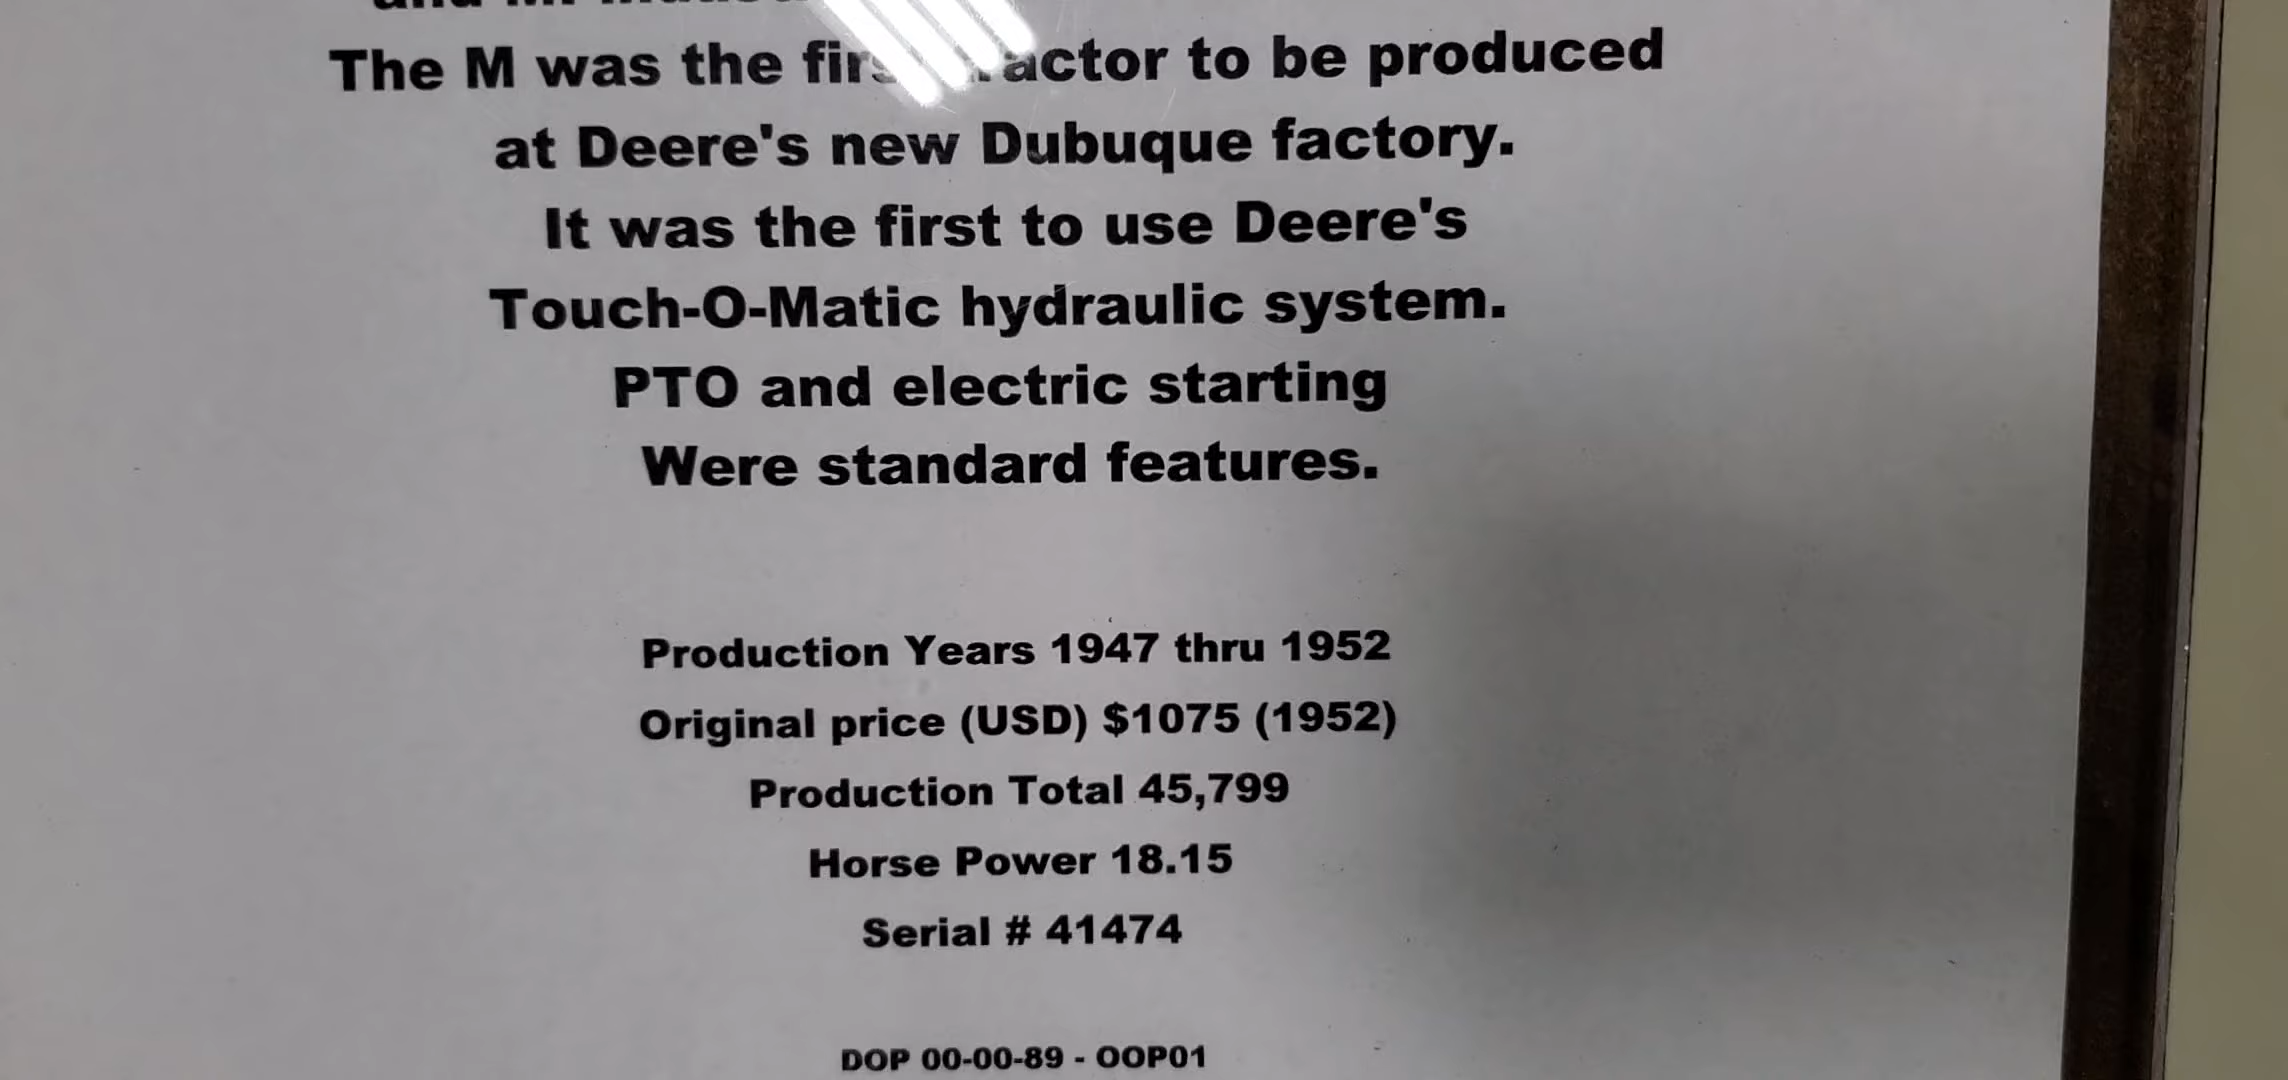 The M was the first tractor to be produced
at Deere's new Dubuque factory.
It was the first to use Deere's
Touch-O-Matic hydraulic system.
PTO and electric starting
Were standard features.
Production Years 1947 thru 1952
Original price (USD) $1075 (1952)
Production Total 45,799
Horse Power 18.15
Serial # 41474
DOP 00-00-89 - OOP01